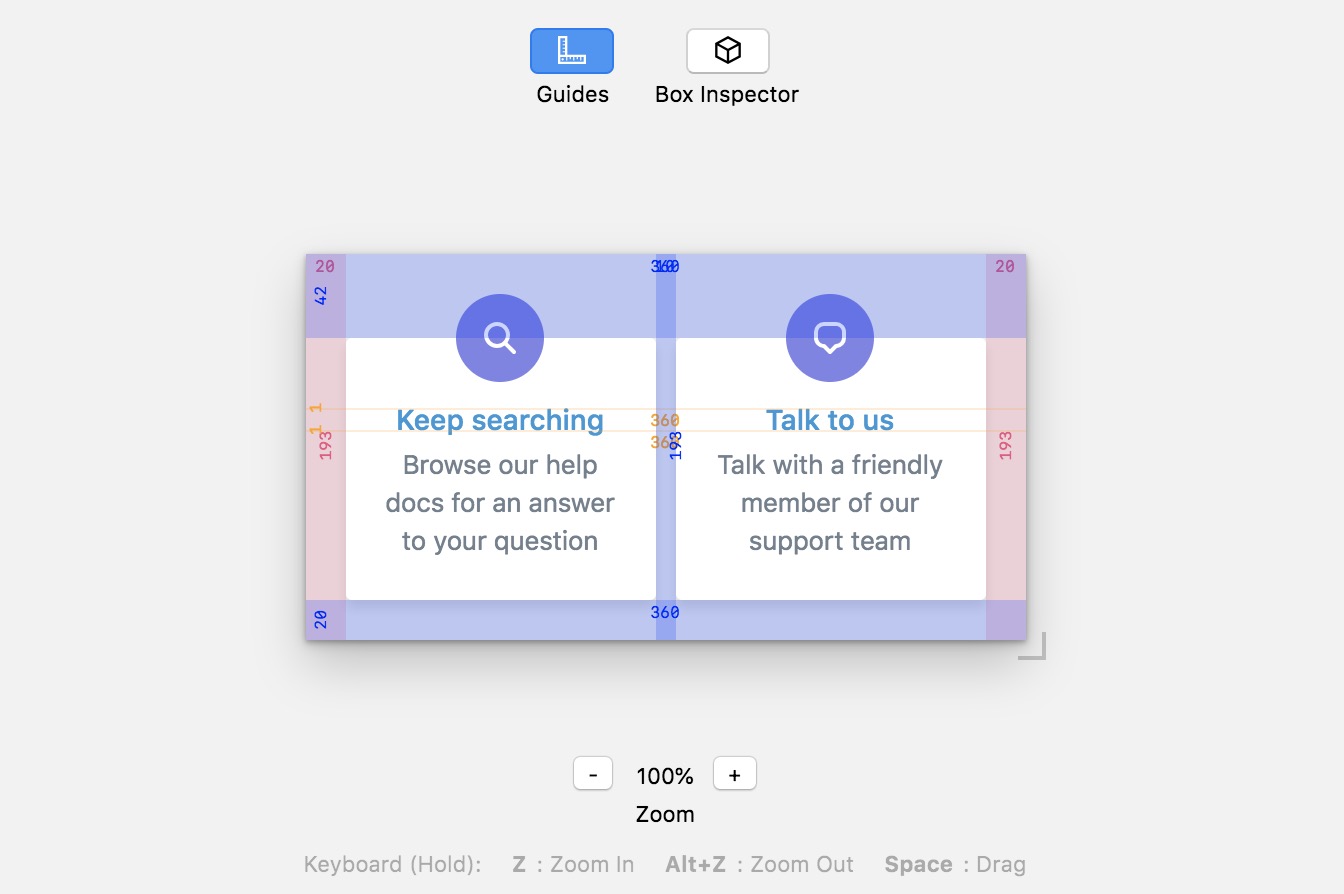 Guides
Box Inspector
20
360
20
42
Keep searching
Talk to us
1
1
360
193
193
193
Browse our help
docs for an answer
to your question
Talk with a friendly
member of our
support team
20
360
- 100% +
Zoom
Keyboard (Hold): Z : Zoom In Alt+Z : Zoom Out Space : Drag